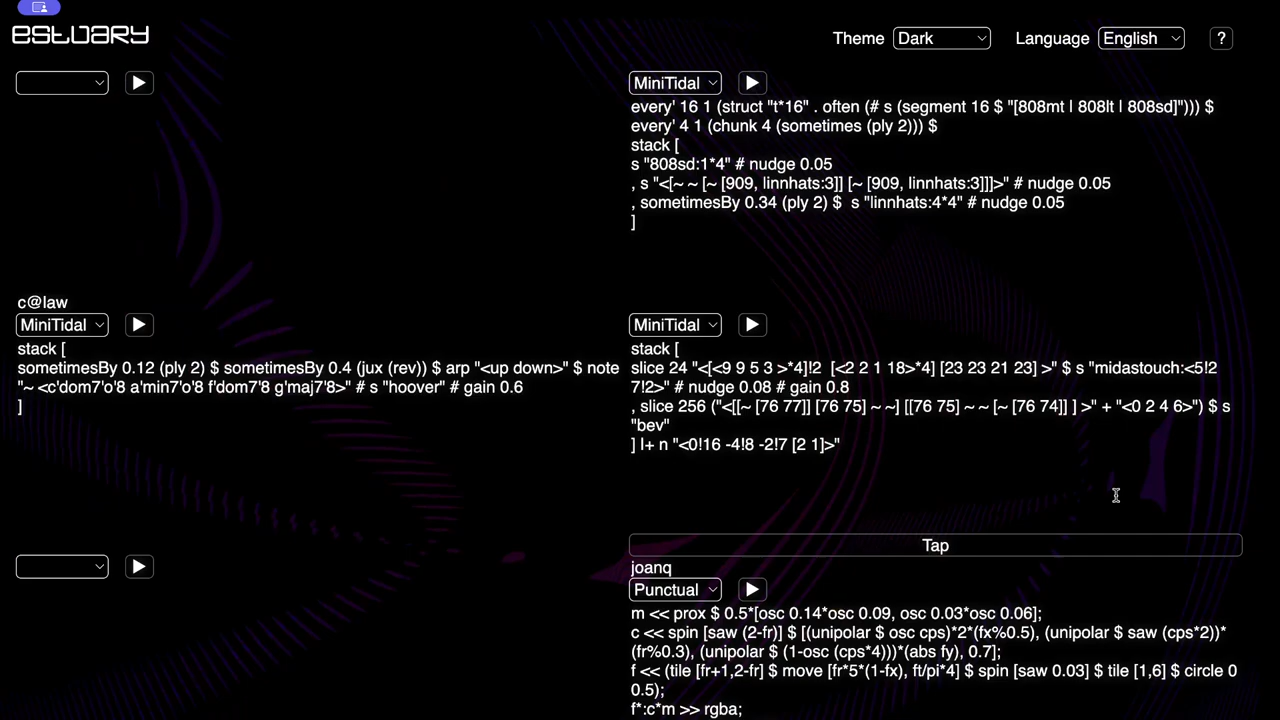 estuary
Theme Dark Language English ?
MiniTidal
every' 16 1 (struct "t*16" . often (# s (segment 16 $ "[808mt | 808lt | 808sd]"))) $
every' 4 1 (chunk 4 (sometimes (ply 2))) $
stack [
s "808sd:1*4" # nudge 0.05
, s "<[~ ~ [~ [909, linnhats:3]] [~ [909, linnhats:3]]]>" # nudge 0.05
, sometimesBy 0.34 (ply 2) $ s "linnhats:4*4" # nudge 0.05
]
c@law
MiniTidal
stack [
sometimesBy 0.12 (ply 2) $ sometimesBy 0.4 (jux (rev)) $ arp "<up down>" $ note
"~ <c'dom7'o'8 a'min7'o'8 f'dom7'8 g'maj7'8>" # s "hoover" # gain 0.6
]
MiniTidal
stack [
slice 24 "<[<9 9 5 3 >*4]!2 [<2 2 1 18>*4] [23 23 21 23] >" $ s "midastouch:<5!2
7!2>" # nudge 0.08 # gain 0.8
, slice 256 ("<[[~ [76 77]] [76 75] ~ ~] [[76 75] ~ ~ [~ [76 74]] ] >" + "<0 2 4 6>") $ s
"bev"
] |+ n "<0!16 -4!8 -2!7 [2 1]>"
Tap
joanq
Punctual
m << prox $ 0.5*[osc 0.14*osc 0.09, osc 0.03*osc 0.06];
c << spin [saw (2-fr)] $ [(unipolar $ osc cps)*2*(fx%0.5), (unipolar $ saw (cps*2))*
(fr%0.3), (unipolar $ (1-osc (cps*4)))*(abs fy), 0.7];
f << (tile [fr+1,2-fr] $ move [fr*5*(1-fx), ft/pi*4] $ spin [saw 0.03] $ tile [1,6] $ circle 0
0.5);
f*:c*m >> rgba;